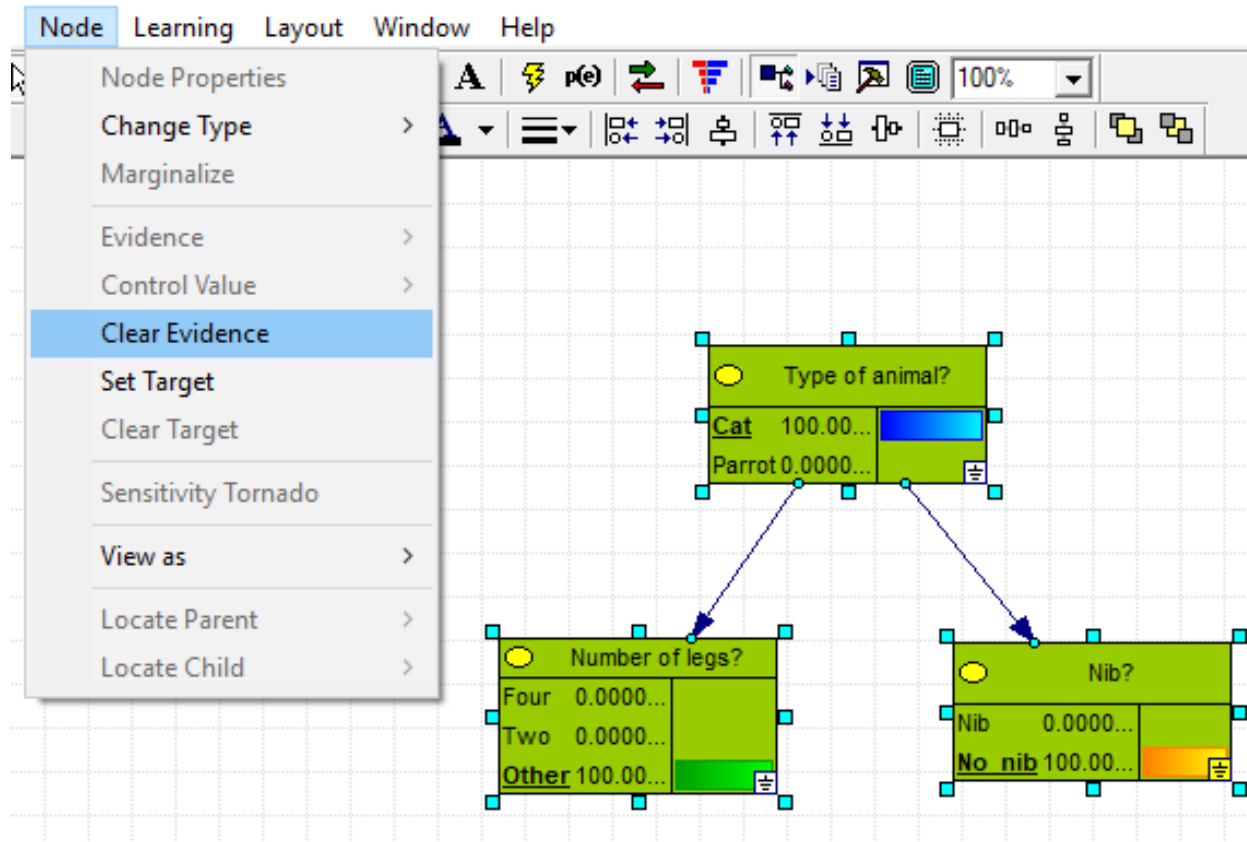 Node Learning Layout Window Help
A p(e) 100%
Node Properties
Change Type >
Marginalize
Evidence >
Control Value >
Clear Evidence
Set Target
Clear Target
Sensitivity Tornado
View as >
Locate Parent >
Locate Child >
Type of animal?
Cat 100.00...
Parrot 0.0000...
Number of legs?
Four 0.0000...
Two 0.0000...
Other 100.00...
Nib?
Nib 0.0000...
No_nib 100.00...